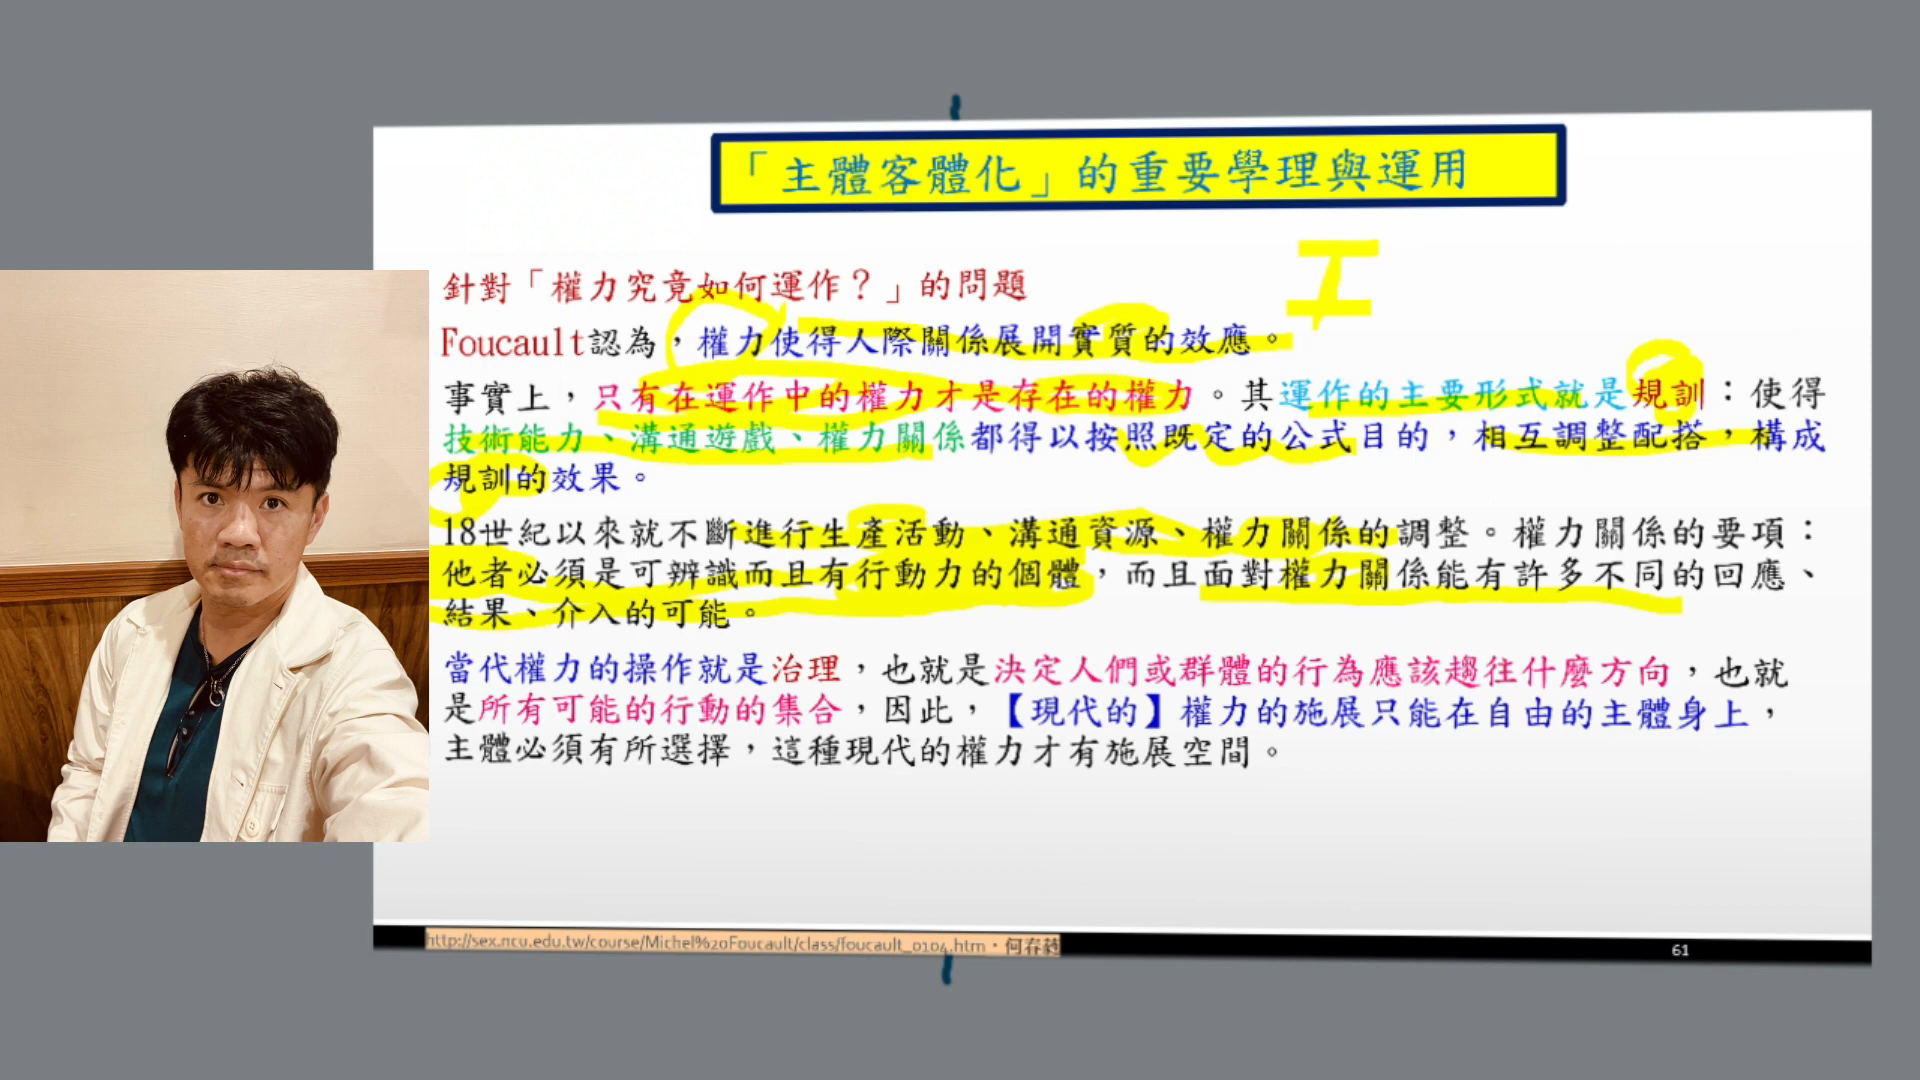 「主體客體化」的重要學理與運用
針對「權力究竟如何運作？」的問題
Foucault認為，權力使得人際關係展開實質的效應。
事實上，只有在運作中的權力才是存在的權力。其運作的主要形式就是規訓：使得
技術能力、溝通遊戲、權力關係都得以按照既定的公式目的，相互調整配搭，構成
規訓的效果。
18世紀以來就不斷進行生產活動、溝通資源、權力關係的調整。權力關係的要項：
他者必須是可辨識而且有行動力的個體，而且面對權力關係能有許多不同的回應、
結果、介入的可能。
當代權力的操作就是治理，也就是決定人們或群體的行為應該趨往什麼方向，也就
是所有可能的行動的集合，因此，【現代的】權力的施展只能在自由的主體身上，
主體必須有所選擇，這種現代的權力才有施展空間。
http://sex.ncu.edu.tw/course/Michel%20Foucault/class/foucault_0104.htm，何春蕤
61